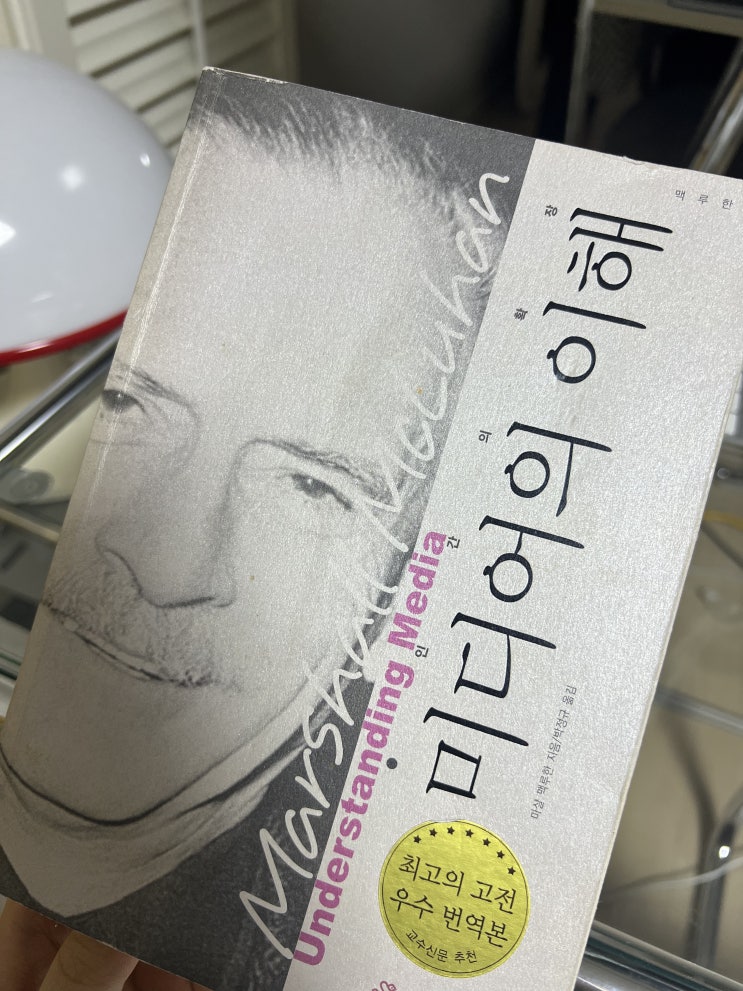 맥루한
미디어의 이해
인간의 확장
Marshall McLuhan
Understanding Media
마샬 맥루한 지음/박정규 옮김
최고의 고전
우수 번역본
교수신문 추천